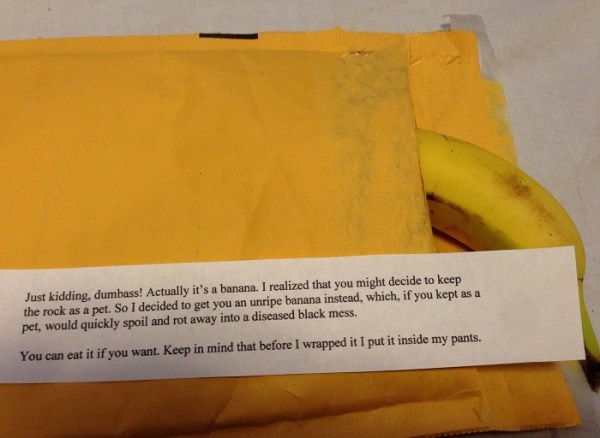 Just kidding, dumbass! Actually it's a banana. I realized that you might decide to keep
the rock as a pet. So I decided to get you an unripe banana instead, which, if you kept as a
pet, would quickly spoil and rot away into a diseased black mess.
You can eat it if you want. Keep in mind that before I wrapped it I put it inside my pants.